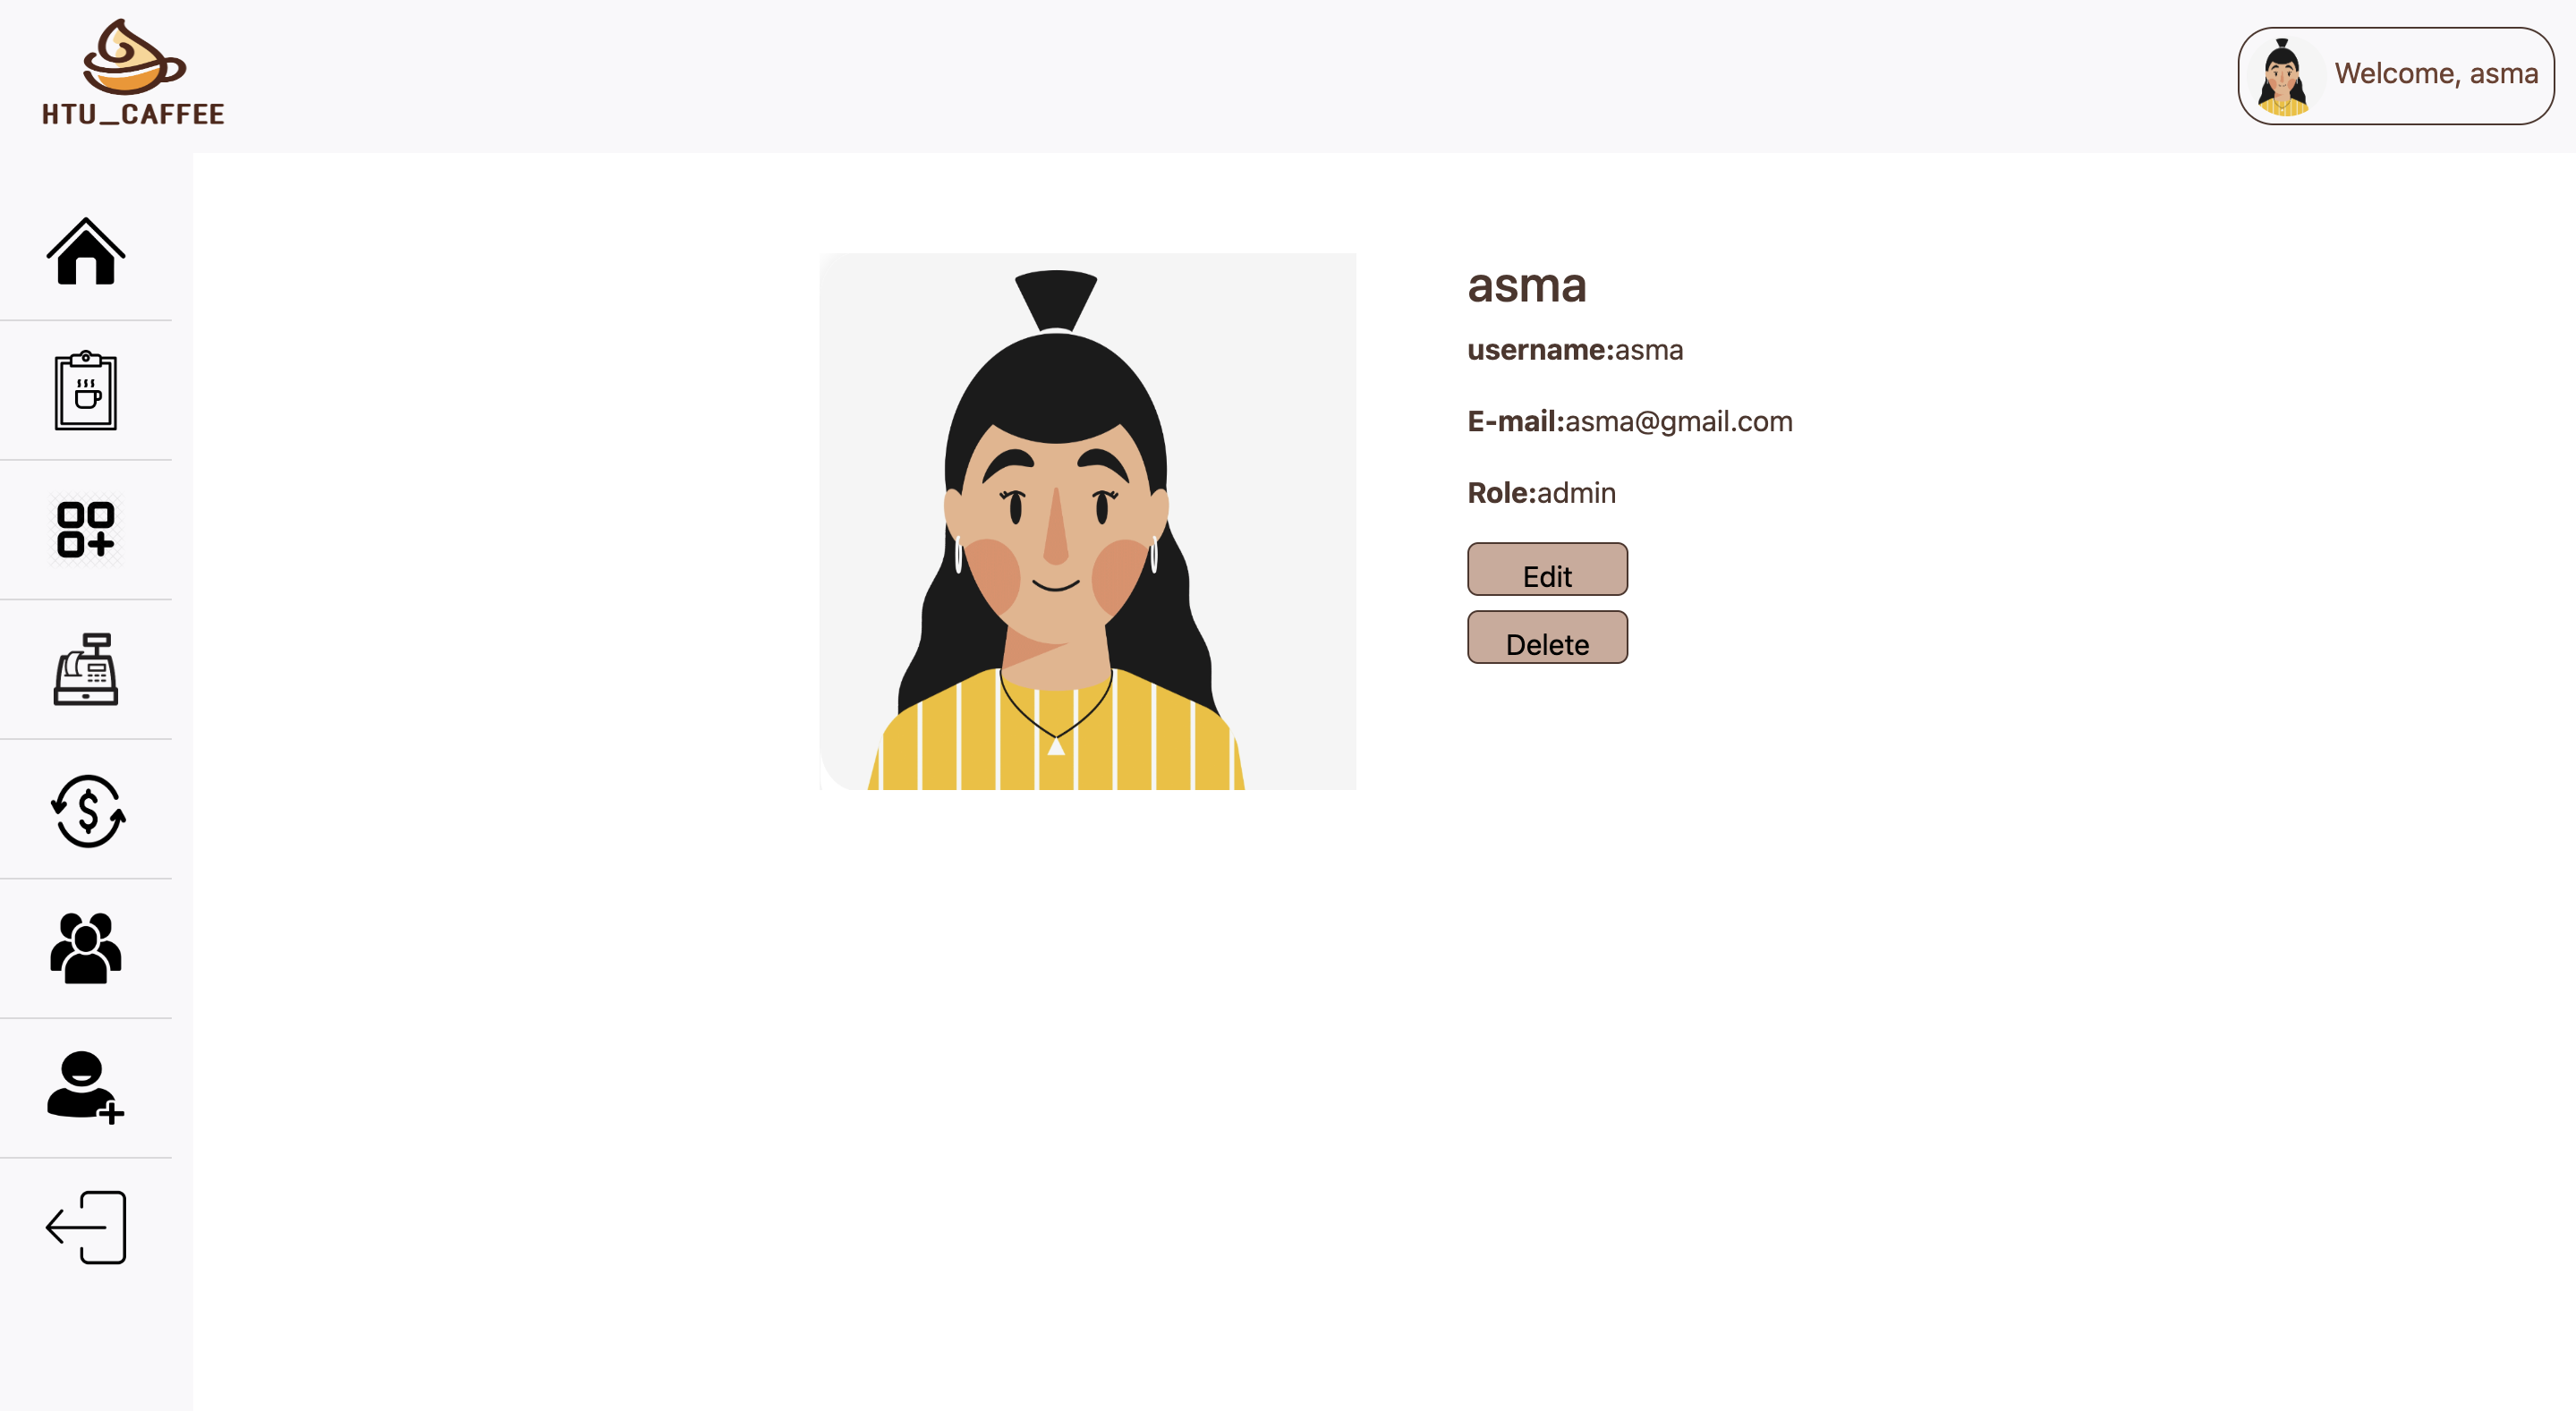 HTU_CAFFEE
Welcome, asma
asma
username:asma
E-mail:asma@gmail.com
Role:admin
Edit
Delete